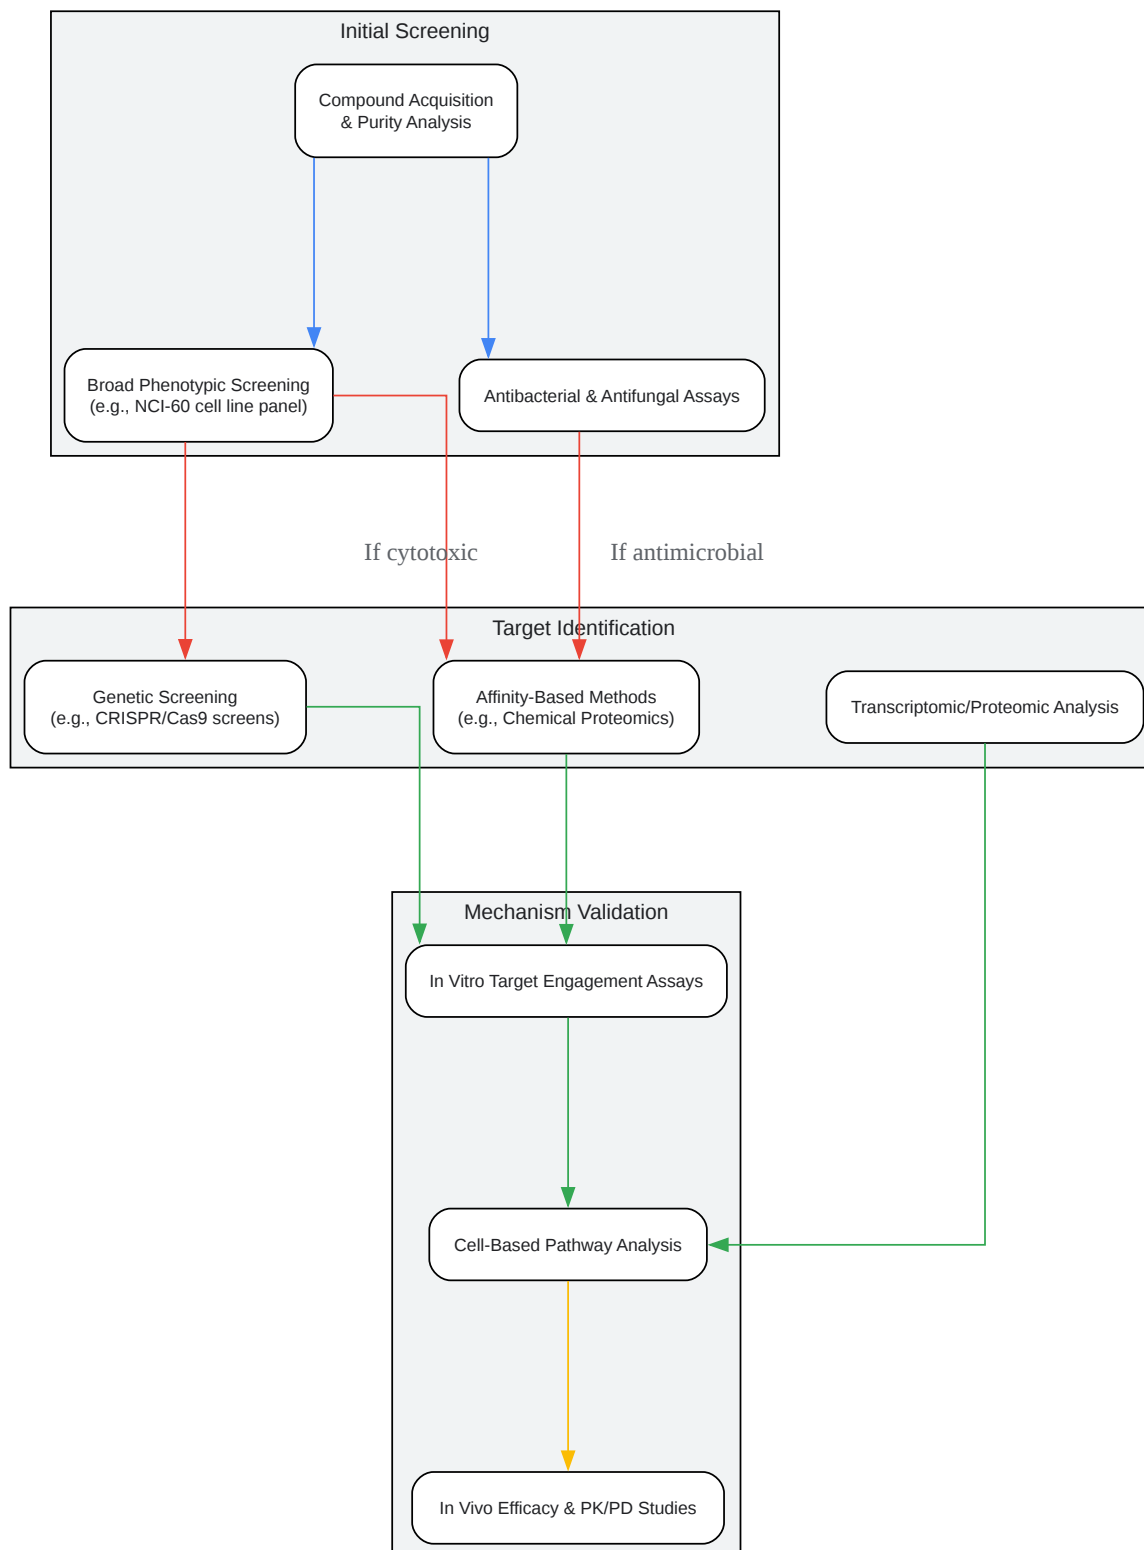 Initial Screening
Compound Acquisition
& Purity Analysis
Broad Phenotypic Screening
(e.g., NCI-60 cell line panel)
Antibacterial & Antifungal Assays
If cytotoxic
If antimicrobial
Target Identification
Genetic Screening
(e.g., CRISPR/Cas9 screens)
Affinity-Based Methods
(e.g., Chemical Proteomics)
Transcriptomic/Proteomic Analysis
Mechanism Validation
In Vitro Target Engagement Assays
Cell-Based Pathway Analysis
In Vivo Efficacy & PK/PD Studies